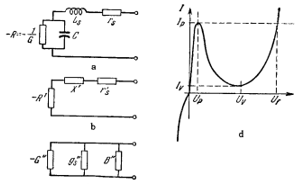 L_s
r_s
-R=-1/G
C
a
X'
r'_s
-R'
b
-G"
g"_s
B"
I
I_p
I_v
U_p
U_v
U_f
d